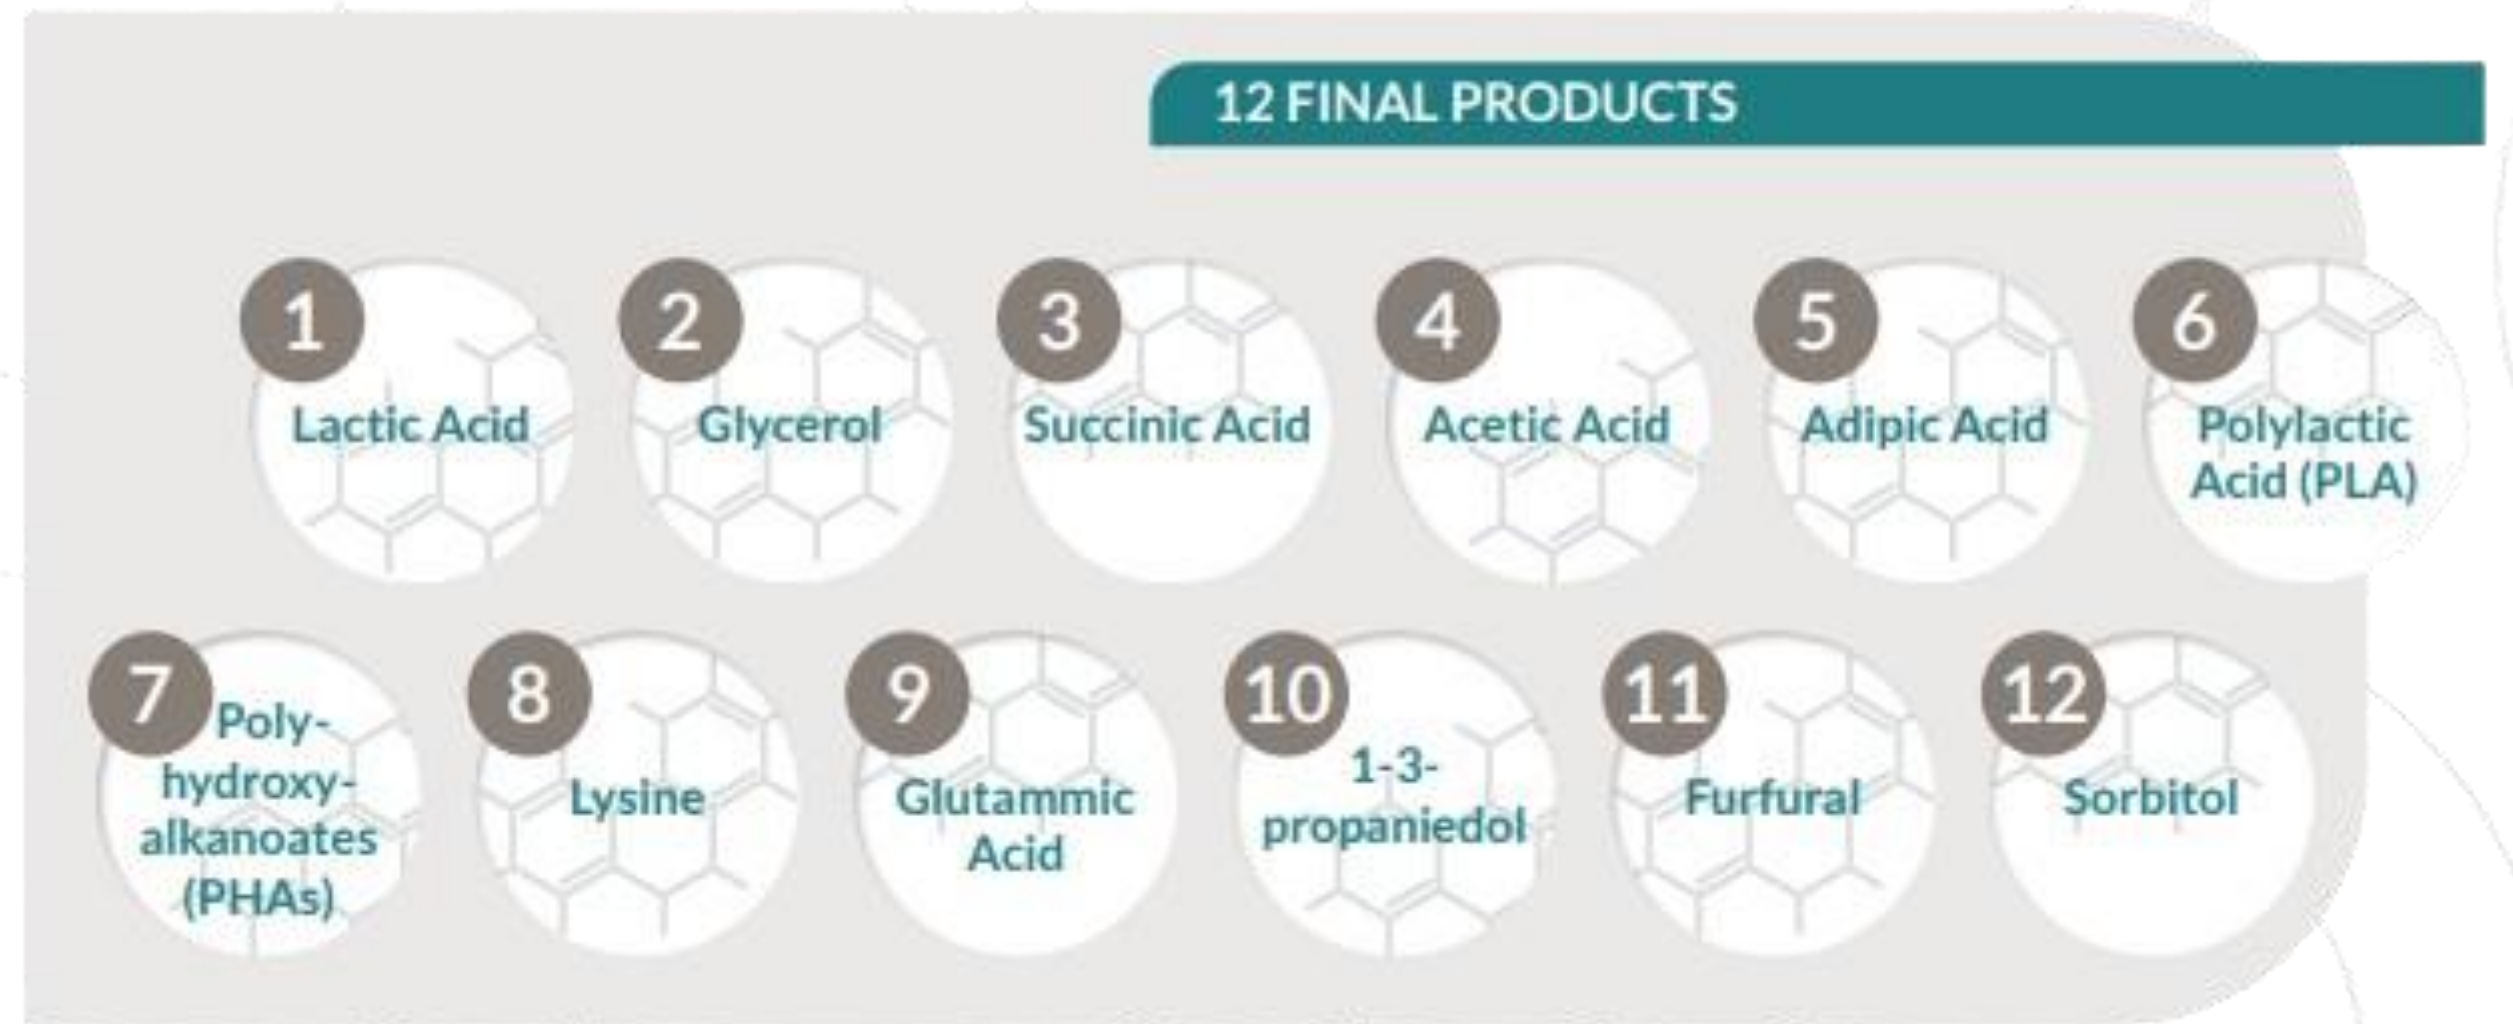 12 FINAL PRODUCTS
1
Lactic Acid
2
Glycerol
3
Succinic Acid
4
Acetic Acid
5
Adipic Acid
6
Polylactic
Acid (PLA)
7
Poly-
hydroxy-
alkanoates
(PHAs)
8
Lysine
9
Glutammic
Acid
10
1-3-
propaniedol
11
Furfural
12
Sorbitol